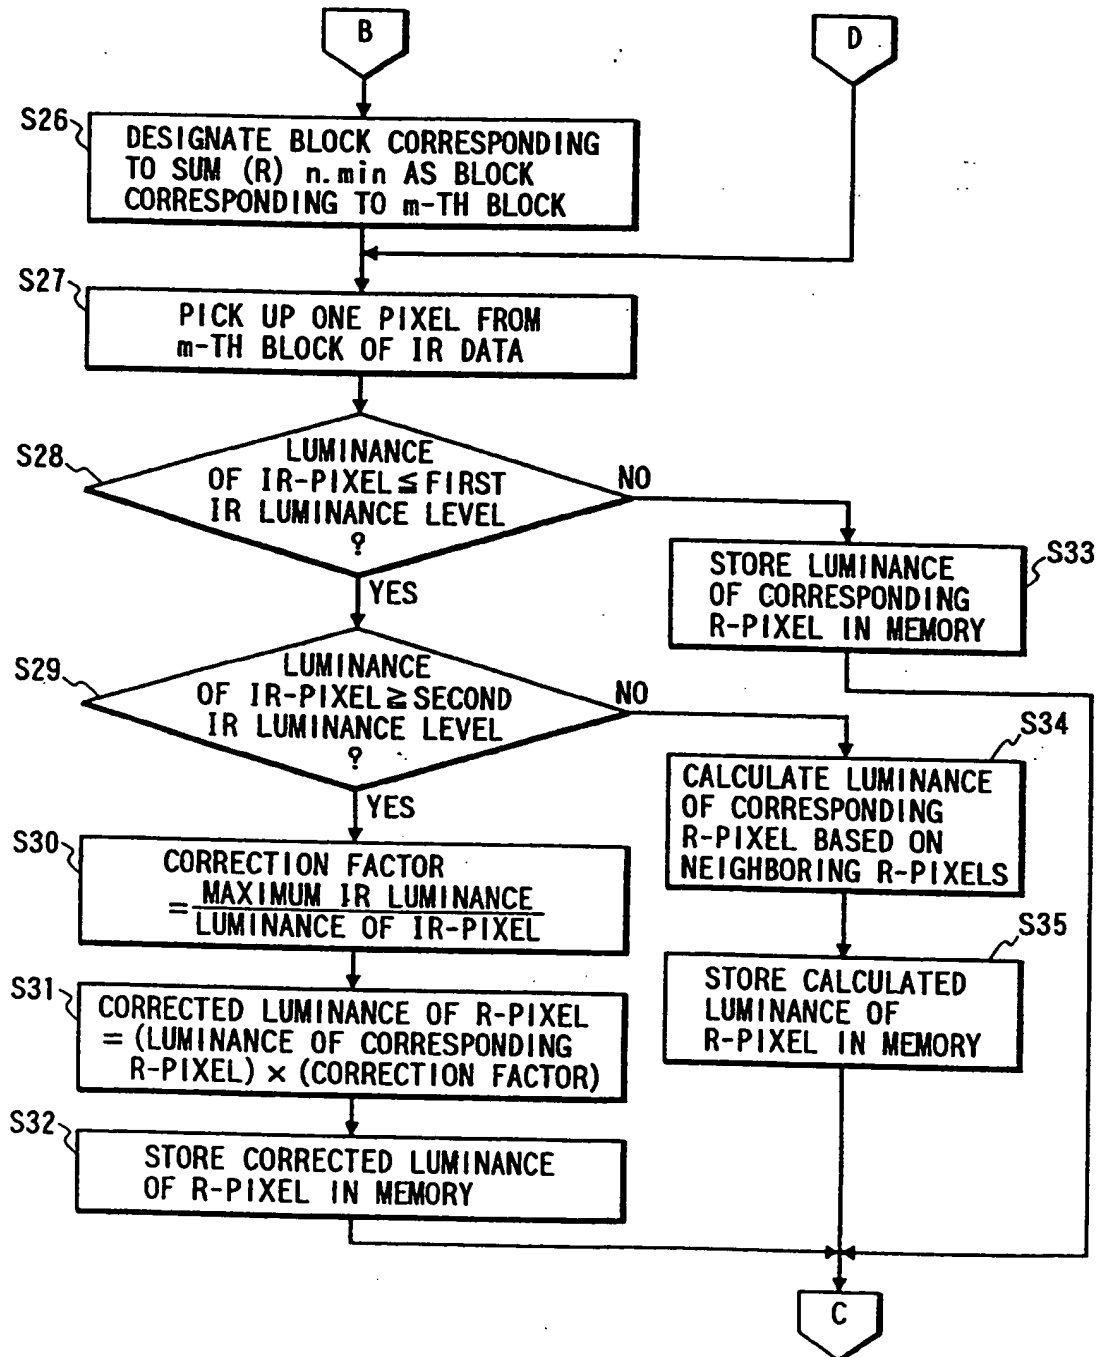 B
D
S26
DESIGNATE BLOCK CORRESPONDING
TO SUM (R) n.min AS BLOCK
CORRESPONDING TO m-TH BLOCK
S27
PICK UP ONE PIXEL FROM
m-TH BLOCK OF IR DATA
S28
LUMINANCE
OF IR-PIXEL ≦ FIRST
IR LUMINANCE LEVEL
?
NO
YES
S33
STORE LUMINANCE
OF CORRESPONDING
R-PIXEL IN MEMORY
S29
LUMINANCE
OF IR-PIXEL ≧ SECOND
IR LUMINANCE LEVEL
?
NO
YES
S34
CALCULATE LUMINANCE
OF CORRESPONDING
R-PIXEL BASED ON
NEIGHBORING R-PIXELS
S30
CORRECTION FACTOR
= MAXIMUM IR LUMINANCE
LUMINANCE OF IR-PIXEL
S35
STORE CALCULATED
LUMINANCE OF
R-PIXEL IN MEMORY
S31
CORRECTED LUMINANCE OF R-PIXEL
= (LUMINANCE OF CORRESPONDING
R-PIXEL) × (CORRECTION FACTOR)
S32
STORE CORRECTED LUMINANCE
OF R-PIXEL IN MEMORY
C